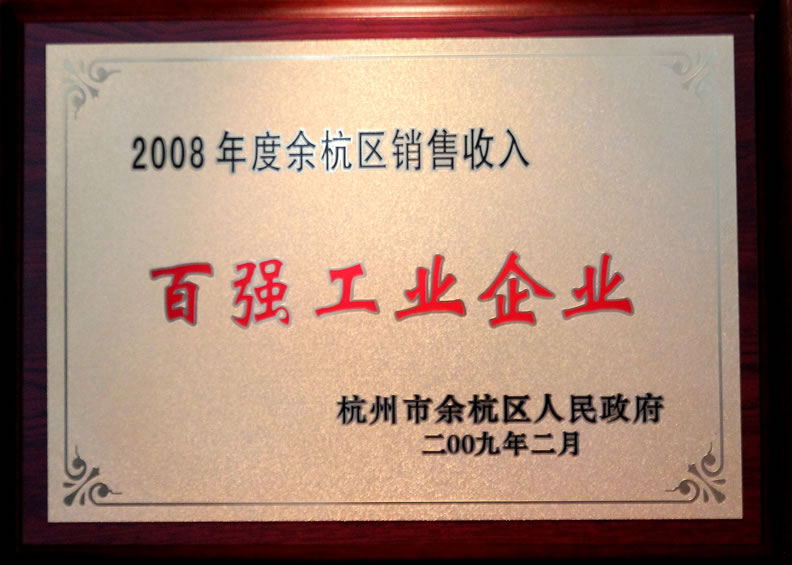 2008年度余杭区销售收入
百强工业企业
杭州市余杭区人民政府
二00九年二月